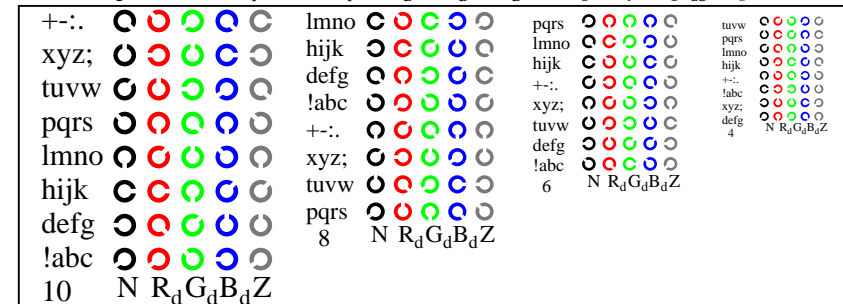 +-:.
xyz;
tuvw
pqrs
lmno
hijk
defg
!abc
10 N RdGdBdZ
lmno
hijk
defg
!abc
+-:.
xyz;
tuvw
pqrs
8 N RdGdBdZ
pqrs
lmno
hijk
+-:.
xyz;
tuvw
defg
!abc
6 N RdGdBdZ
tuvw
pqrs
lmno
hijk
+-:.
!abc
xyz;
defg
4 N RdGdBdZ